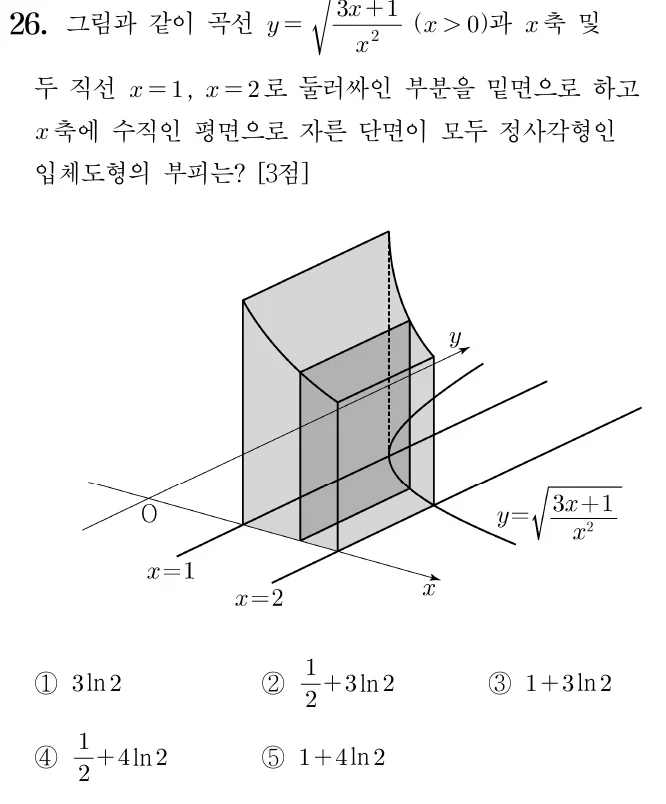 26. 그림과 같이 곡선 y=√((3x+1)/x²) (x>0)과 x축 및
두 직선 x=1, x=2로 둘러싸인 부분을 밑면으로 하고
x축에 수직인 평면으로 자른 단면이 모두 정사각형인
입체도형의 부피는? [3점]
y
O
y=√((3x+1)/x²)
x=1
x=2
x
① 3ln2 ② 1/2+3ln2 ③ 1+3ln2
④ 1/2+4ln2 ⑤ 1+4ln2